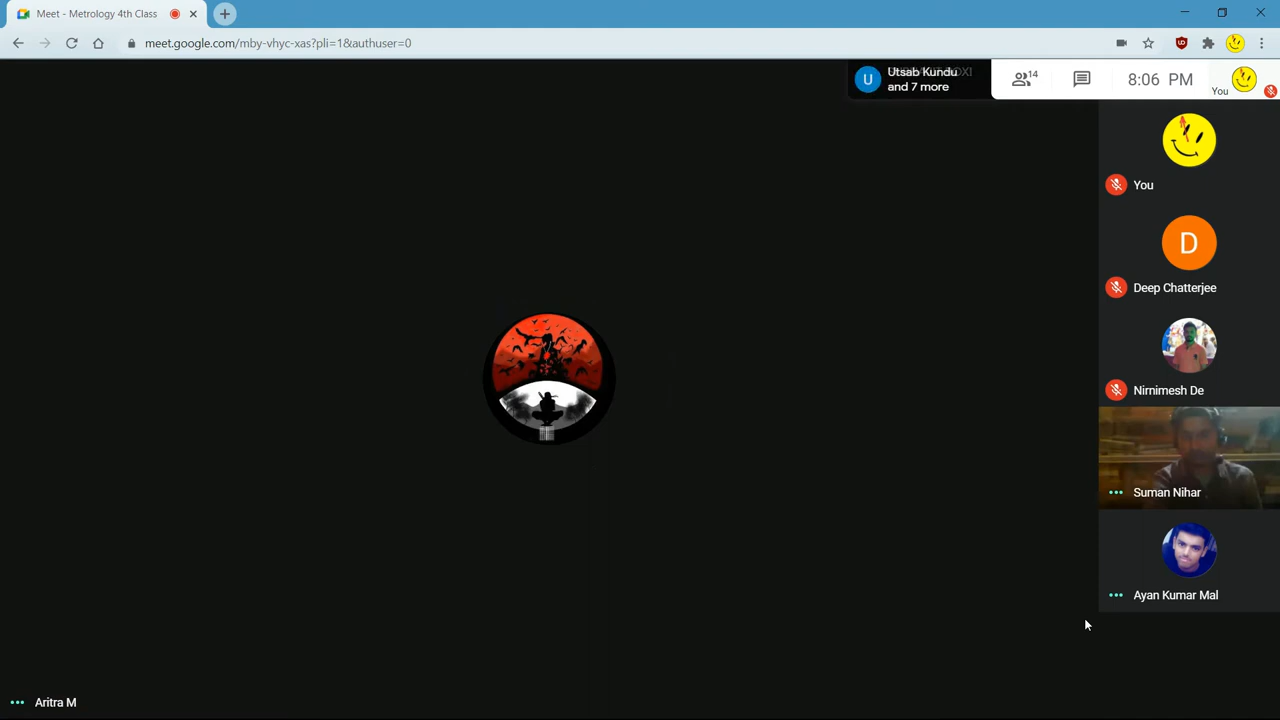 Meet - Metrology 4th Class
meet.google.com/mby-vhyc-xas?pli=1&authuser=0
Utsab Kundu
and 7 more
14
8:06 PM
You
You
D
Deep Chatterjee
Nirnimesh De
Suman Nihar
Ayan Kumar Mal
Aritra M
U